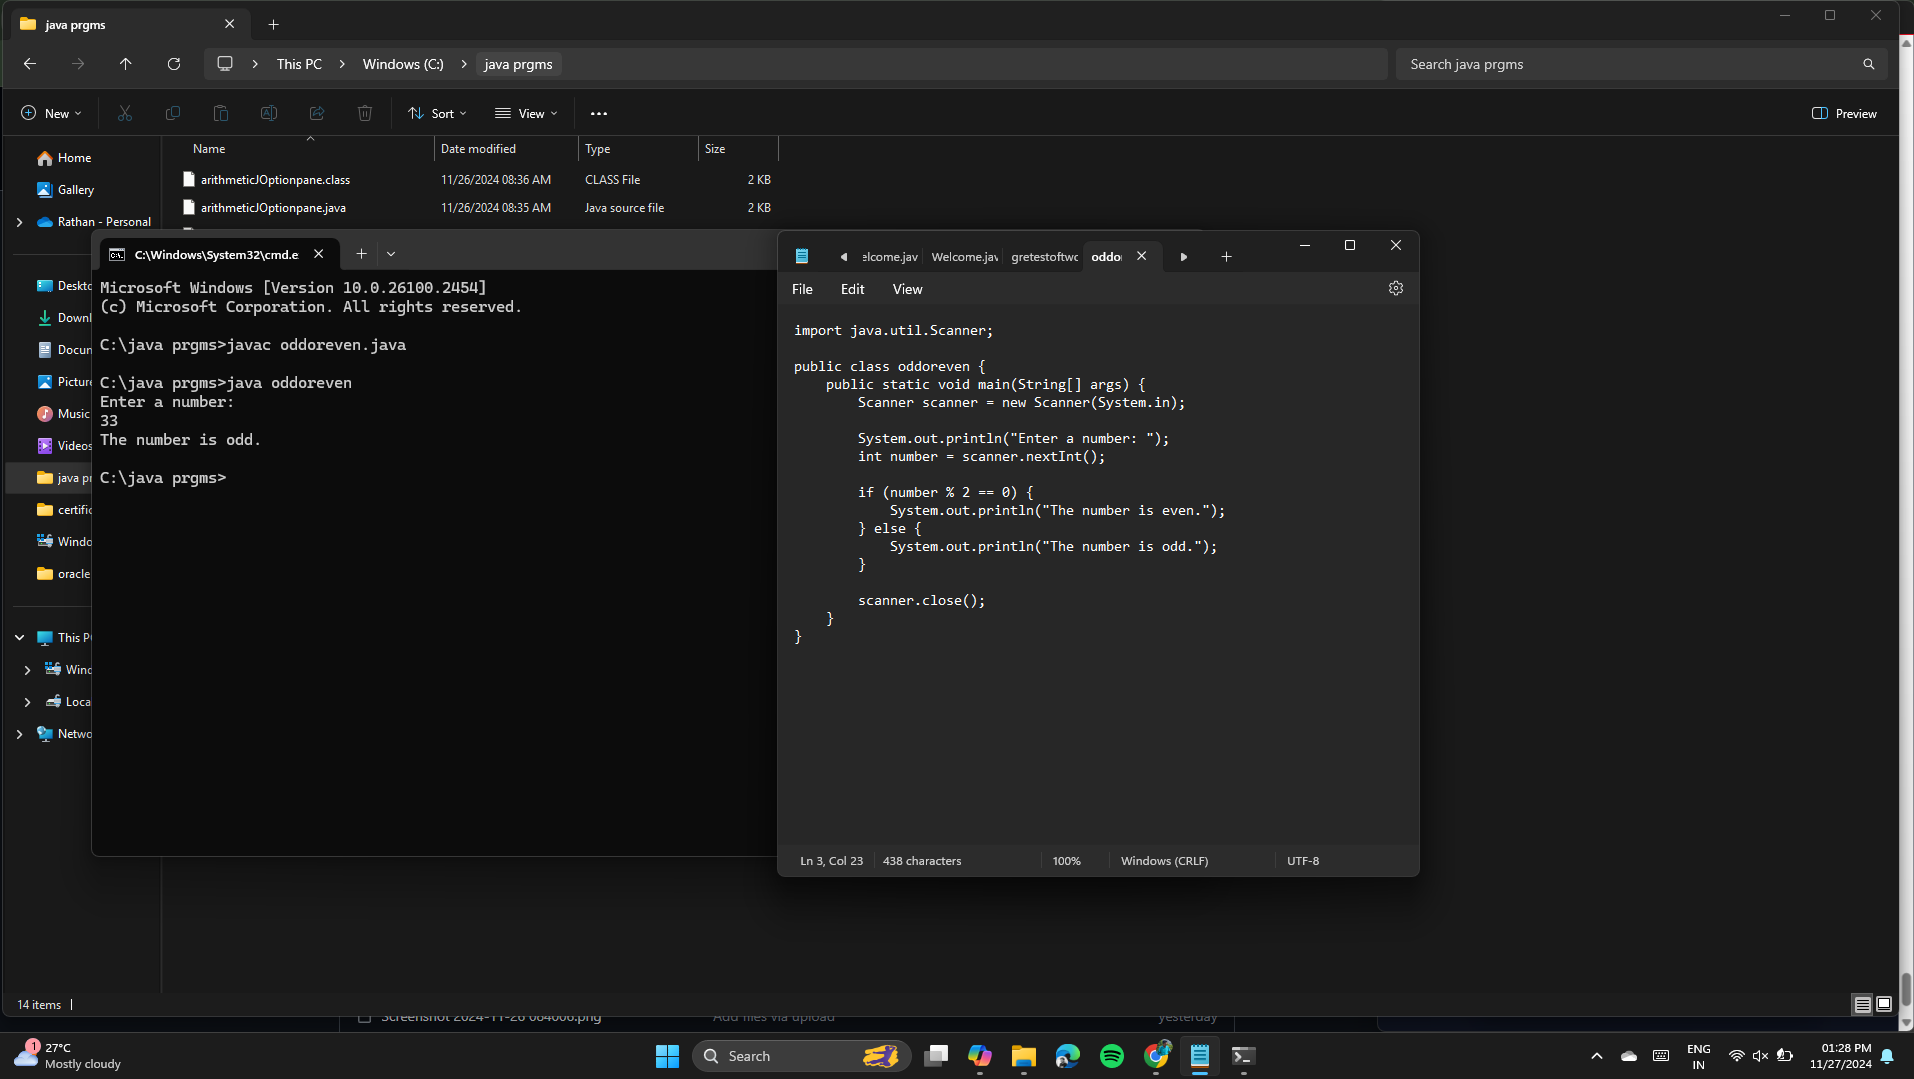 java prgms
This PC
Windows (C:)
java prgms
Search java prgms
New
Sort
View
Preview
Name
Date modified
Type
Size
arithmeticJOptionpane.class 11/26/2024 08:36 AM CLASS File 2 KB
arithmeticJOptionpane.java 11/26/2024 08:35 AM Java source file 2 KB
Home
Gallery
Rathan - Personal
Deskto
Downl
Docun
Picture
Music
Videos
java pr
certific
Windo
oracle
This P
Winc
Loca
Netwo
14 items
C:\Windows\System32\cmd.e
Microsoft Windows [Version 10.0.26100.2454]
(c) Microsoft Corporation. All rights reserved.
C:\java prgms>javac oddoreven.java
C:\java prgms>java oddoreven
Enter a number:
33
The number is odd.
C:\java prgms>
elcome.jav
Welcome.jav
gretestoftwo
oddo
File
Edit
View
import java.util.Scanner;
public class oddoreven {
public static void main(String[] args) {
Scanner scanner = new Scanner(System.in);
System.out.println("Enter a number: ");
int number = scanner.nextInt();
if (number % 2 == 0) {
System.out.println("The number is even.");
} else {
System.out.println("The number is odd.");
}
scanner.close();
}
}
Ln 3, Col 23
438 characters
100%
Windows (CRLF)
UTF-8
Screenshot 2024-11-26 084006.png
Add files via upload
yesterday
1
27°C
Mostly cloudy
Search
ENG
IN
01:28 PM
11/27/2024